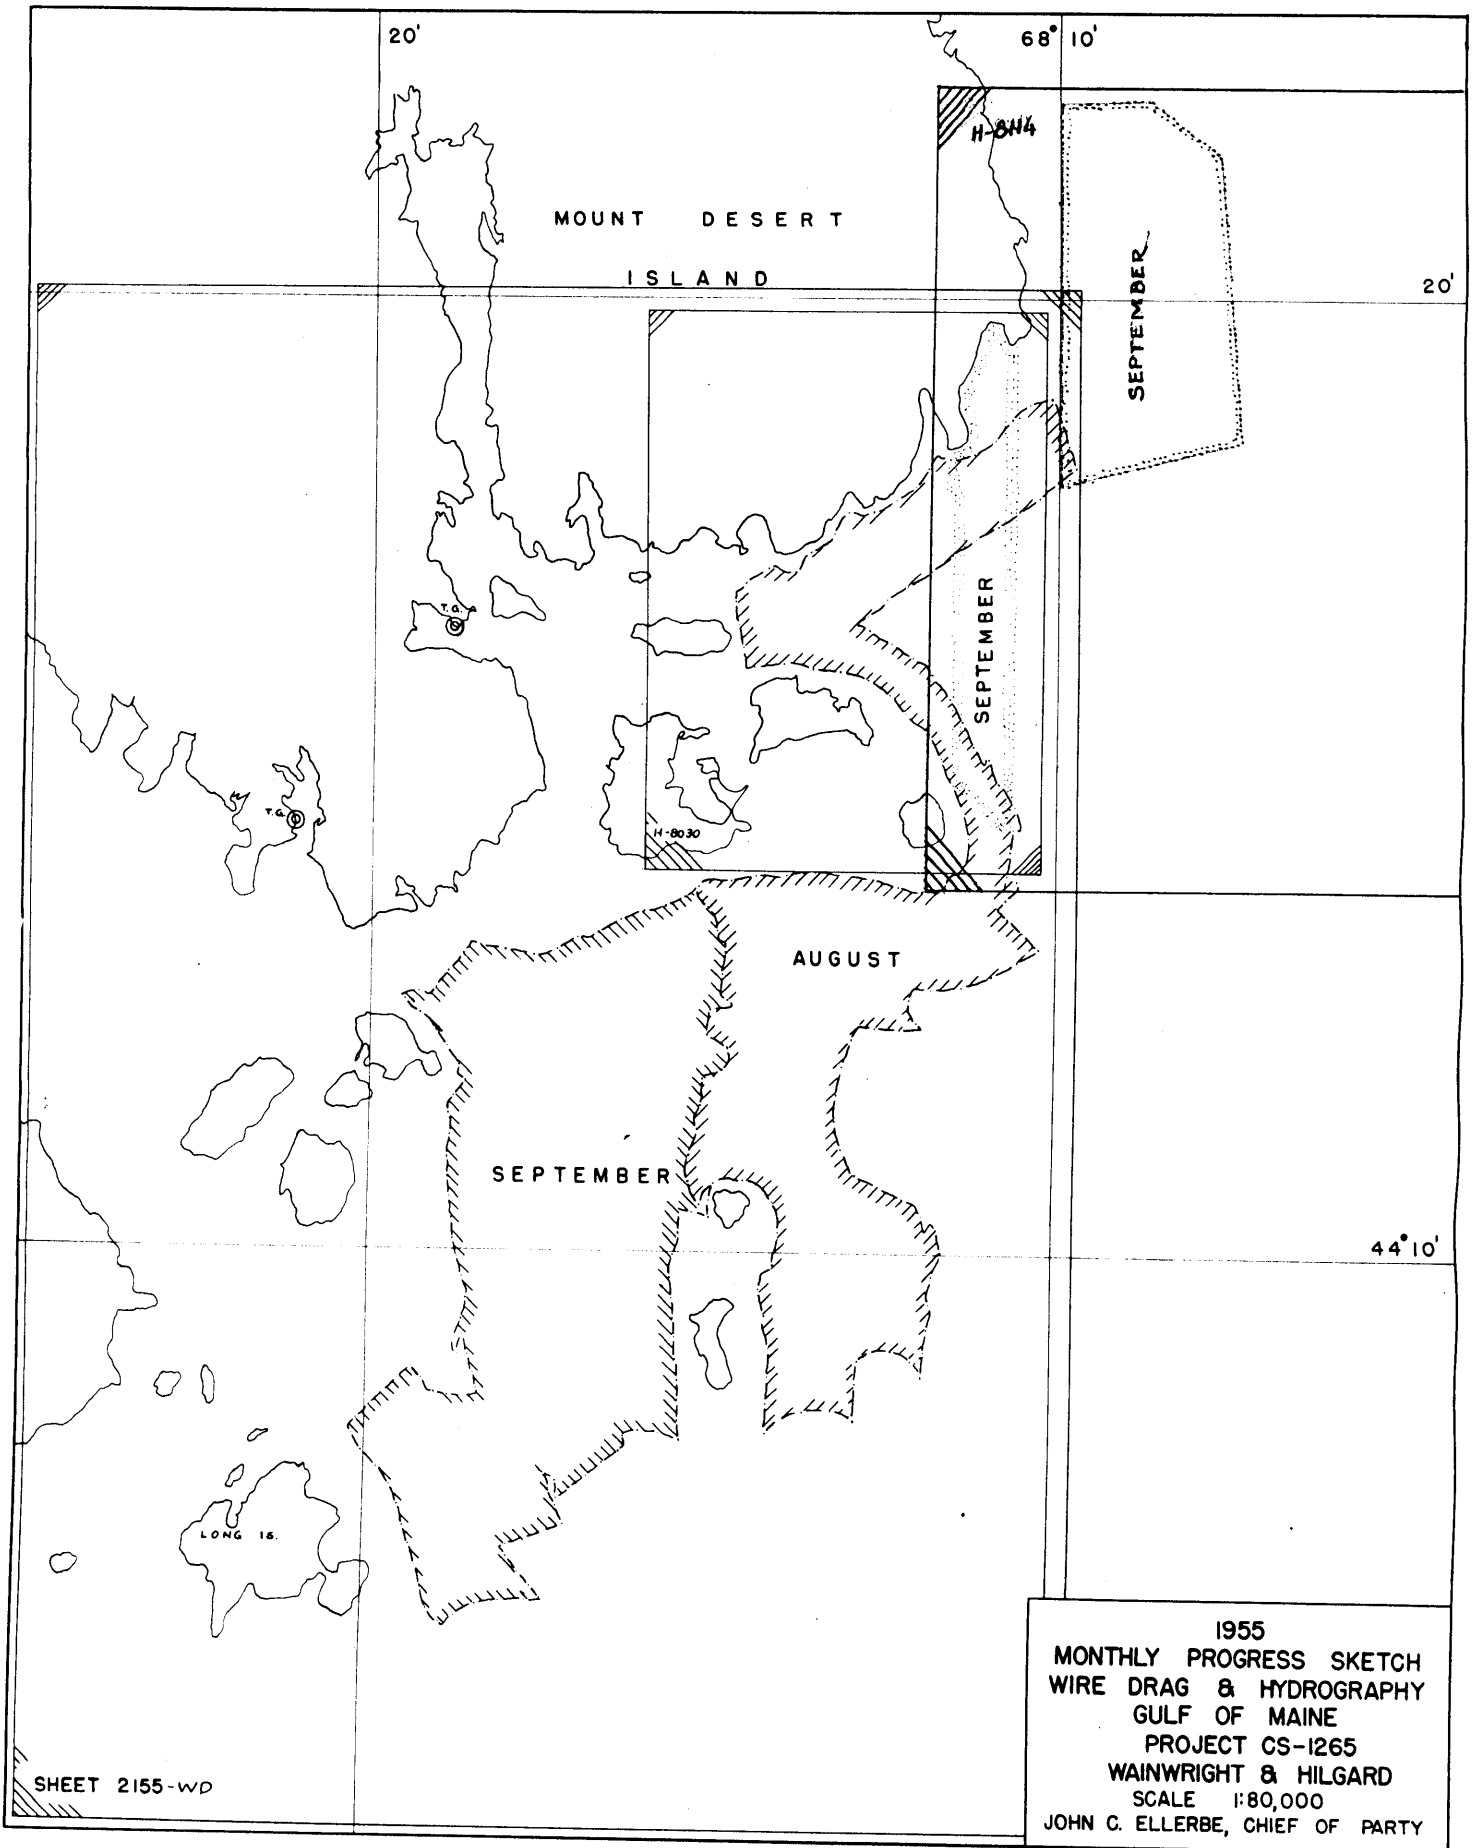 20'
68° 10'
H-8114
MOUNT DESERT
ISLAND
20'
SEPTEMBER
T.G.
SEPTEMBER
T.G.
H-8030
AUGUST
SEPTEMBER
44° 10'
LONG IS.
SHEET 2155-WD
1955
MONTHLY PROGRESS SKETCH
WIRE DRAG & HYDROGRAPHY
GULF OF MAINE
PROJECT CS-1265
WAINWRIGHT & HILGARD
SCALE 1:80,000
JOHN C. ELLERBE, CHIEF OF PARTY